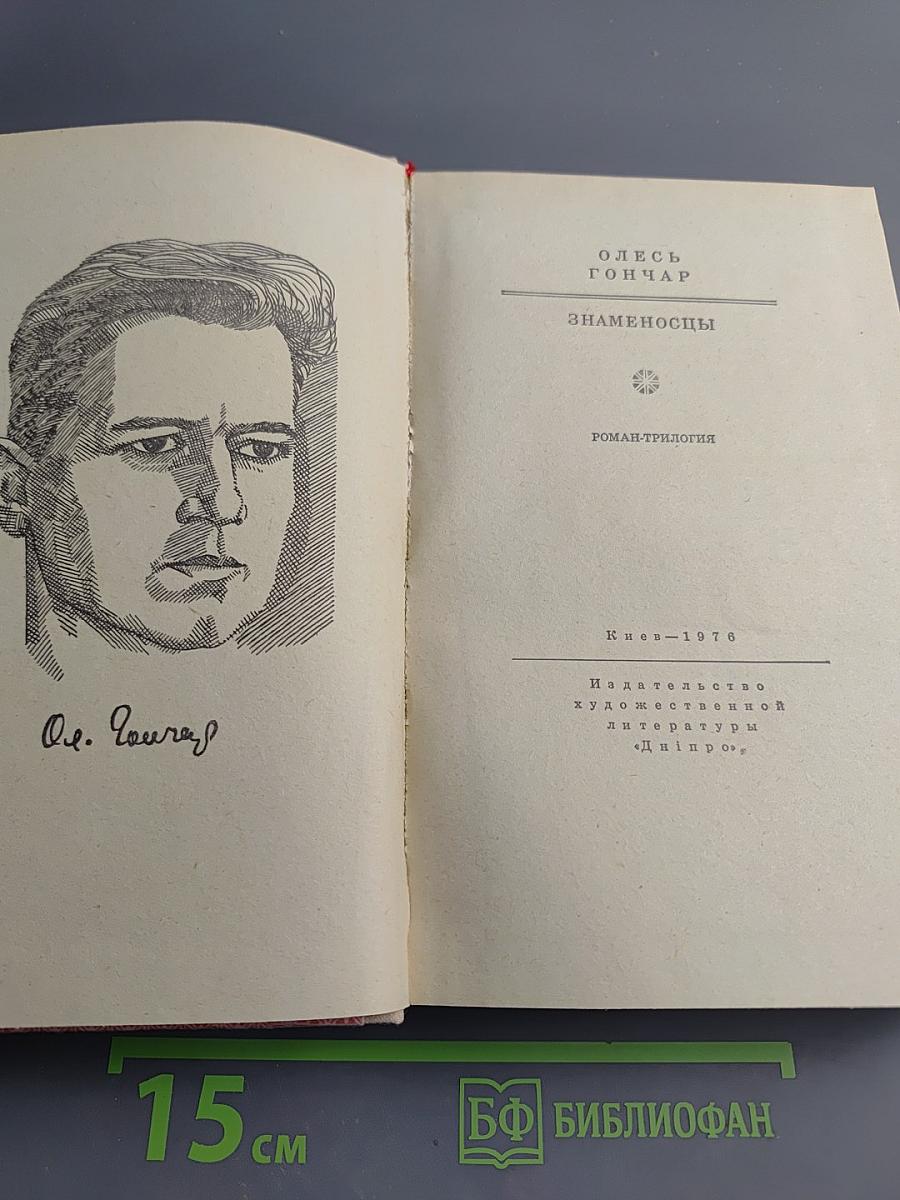 Ол. Гончар
ОЛЕСЬ
ГОНЧАР
ЗНАМЕНОСЦЫ
РОМАН-ТРИЛОГИЯ
Киев—1976
Издательство
художественной
литературы
«Дніпро»
15 см
БФ БИБЛИОФАН